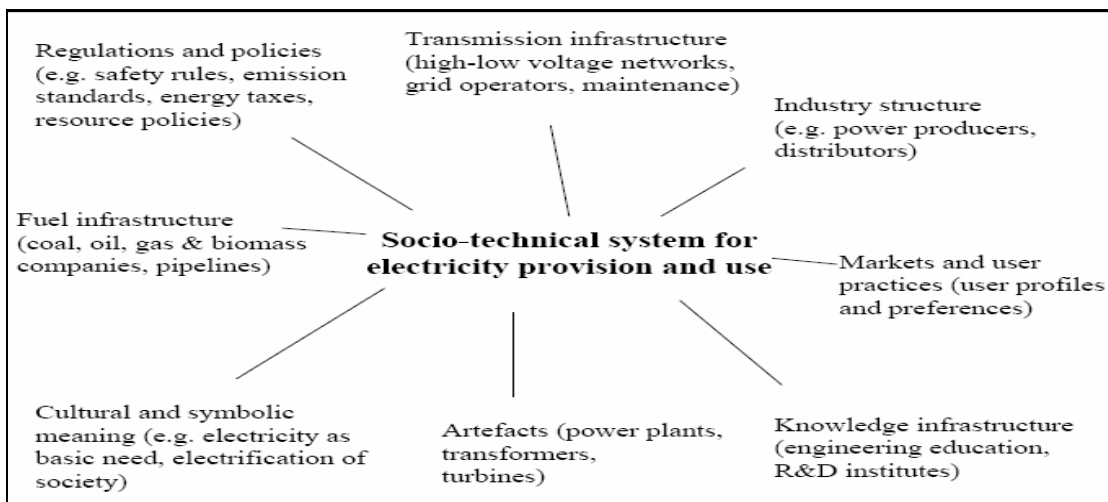 Regulations and policies
(e.g. safety rules, emission
standards, energy taxes,
resource policies)
Transmission infrastructure
(high-low voltage networks,
grid operators, maintenance)
Industry structure
(e.g. power producers,
distributors)
Fuel infrastructure
(coal, oil, gas & biomass
companies, pipelines)
Socio-technical system for
electricity provision and use
Markets and user
practices (user profiles
and preferences)
Cultural and symbolic
meaning (e.g. electricity as
basic need, electrification of
society)
Artefacts (power plants,
transformers,
turbines)
Knowledge infrastructure
(engineering education,
R&D institutes)